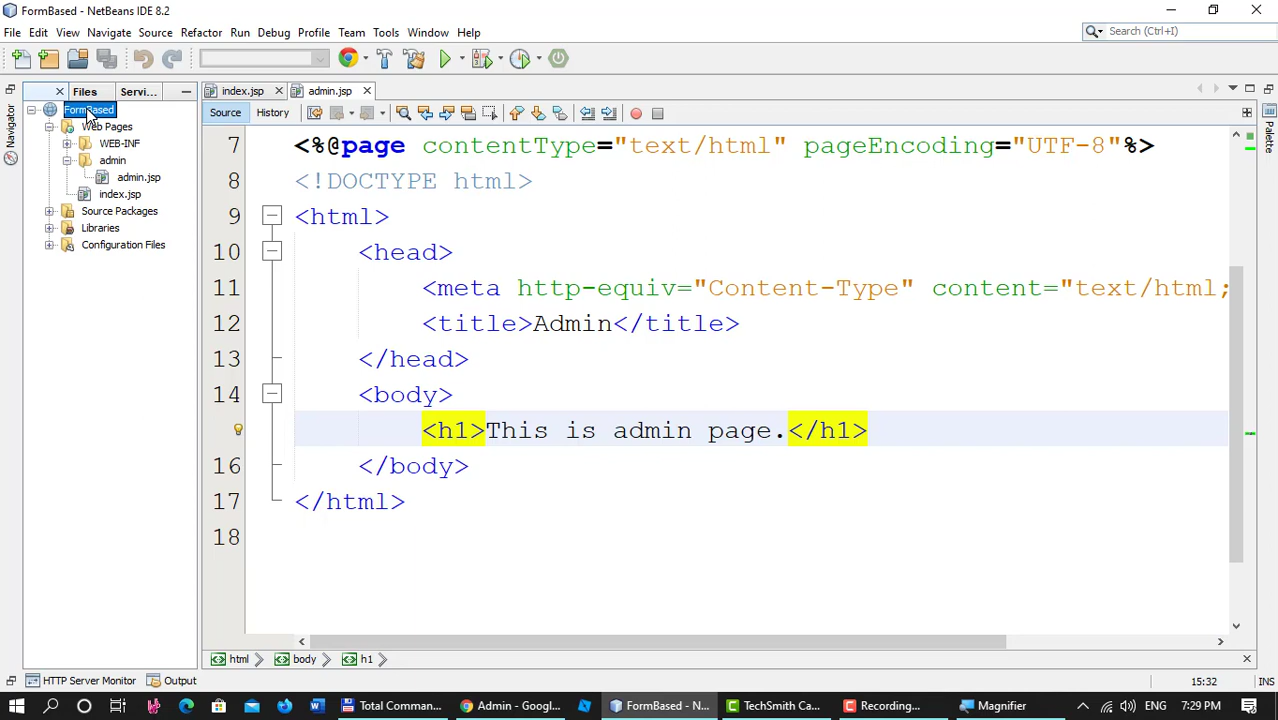 FormBased - NetBeans IDE 8.2
File Edit View Navigate Source Refactor Run Debug Profile Team Tools Window Help
Search (Ctrl+I)
Files Servi...
index.jsp admin.jsp
Source History
Navigator
Palette
FormBased
Web Pages
WEB-INF
admin
admin.jsp
index.jsp
Source Packages
Libraries
Configuration Files
7 <%@page contentType="text/html" pageEncoding="UTF-8"%>
8 <!DOCTYPE html>
9 <html>
10 <head>
11 <meta http-equiv="Content-Type" content="text/html;
12 <title>Admin</title>
13 </head>
14 <body>
<h1>This is admin page.</h1>
16 </body>
17 </html>
18
html body h1
HTTP Server Monitor Output
15:32 INS
Total Comman... Admin - Googl... FormBased - N... TechSmith Ca... Recording... Magnifier ENG 7:29 PM